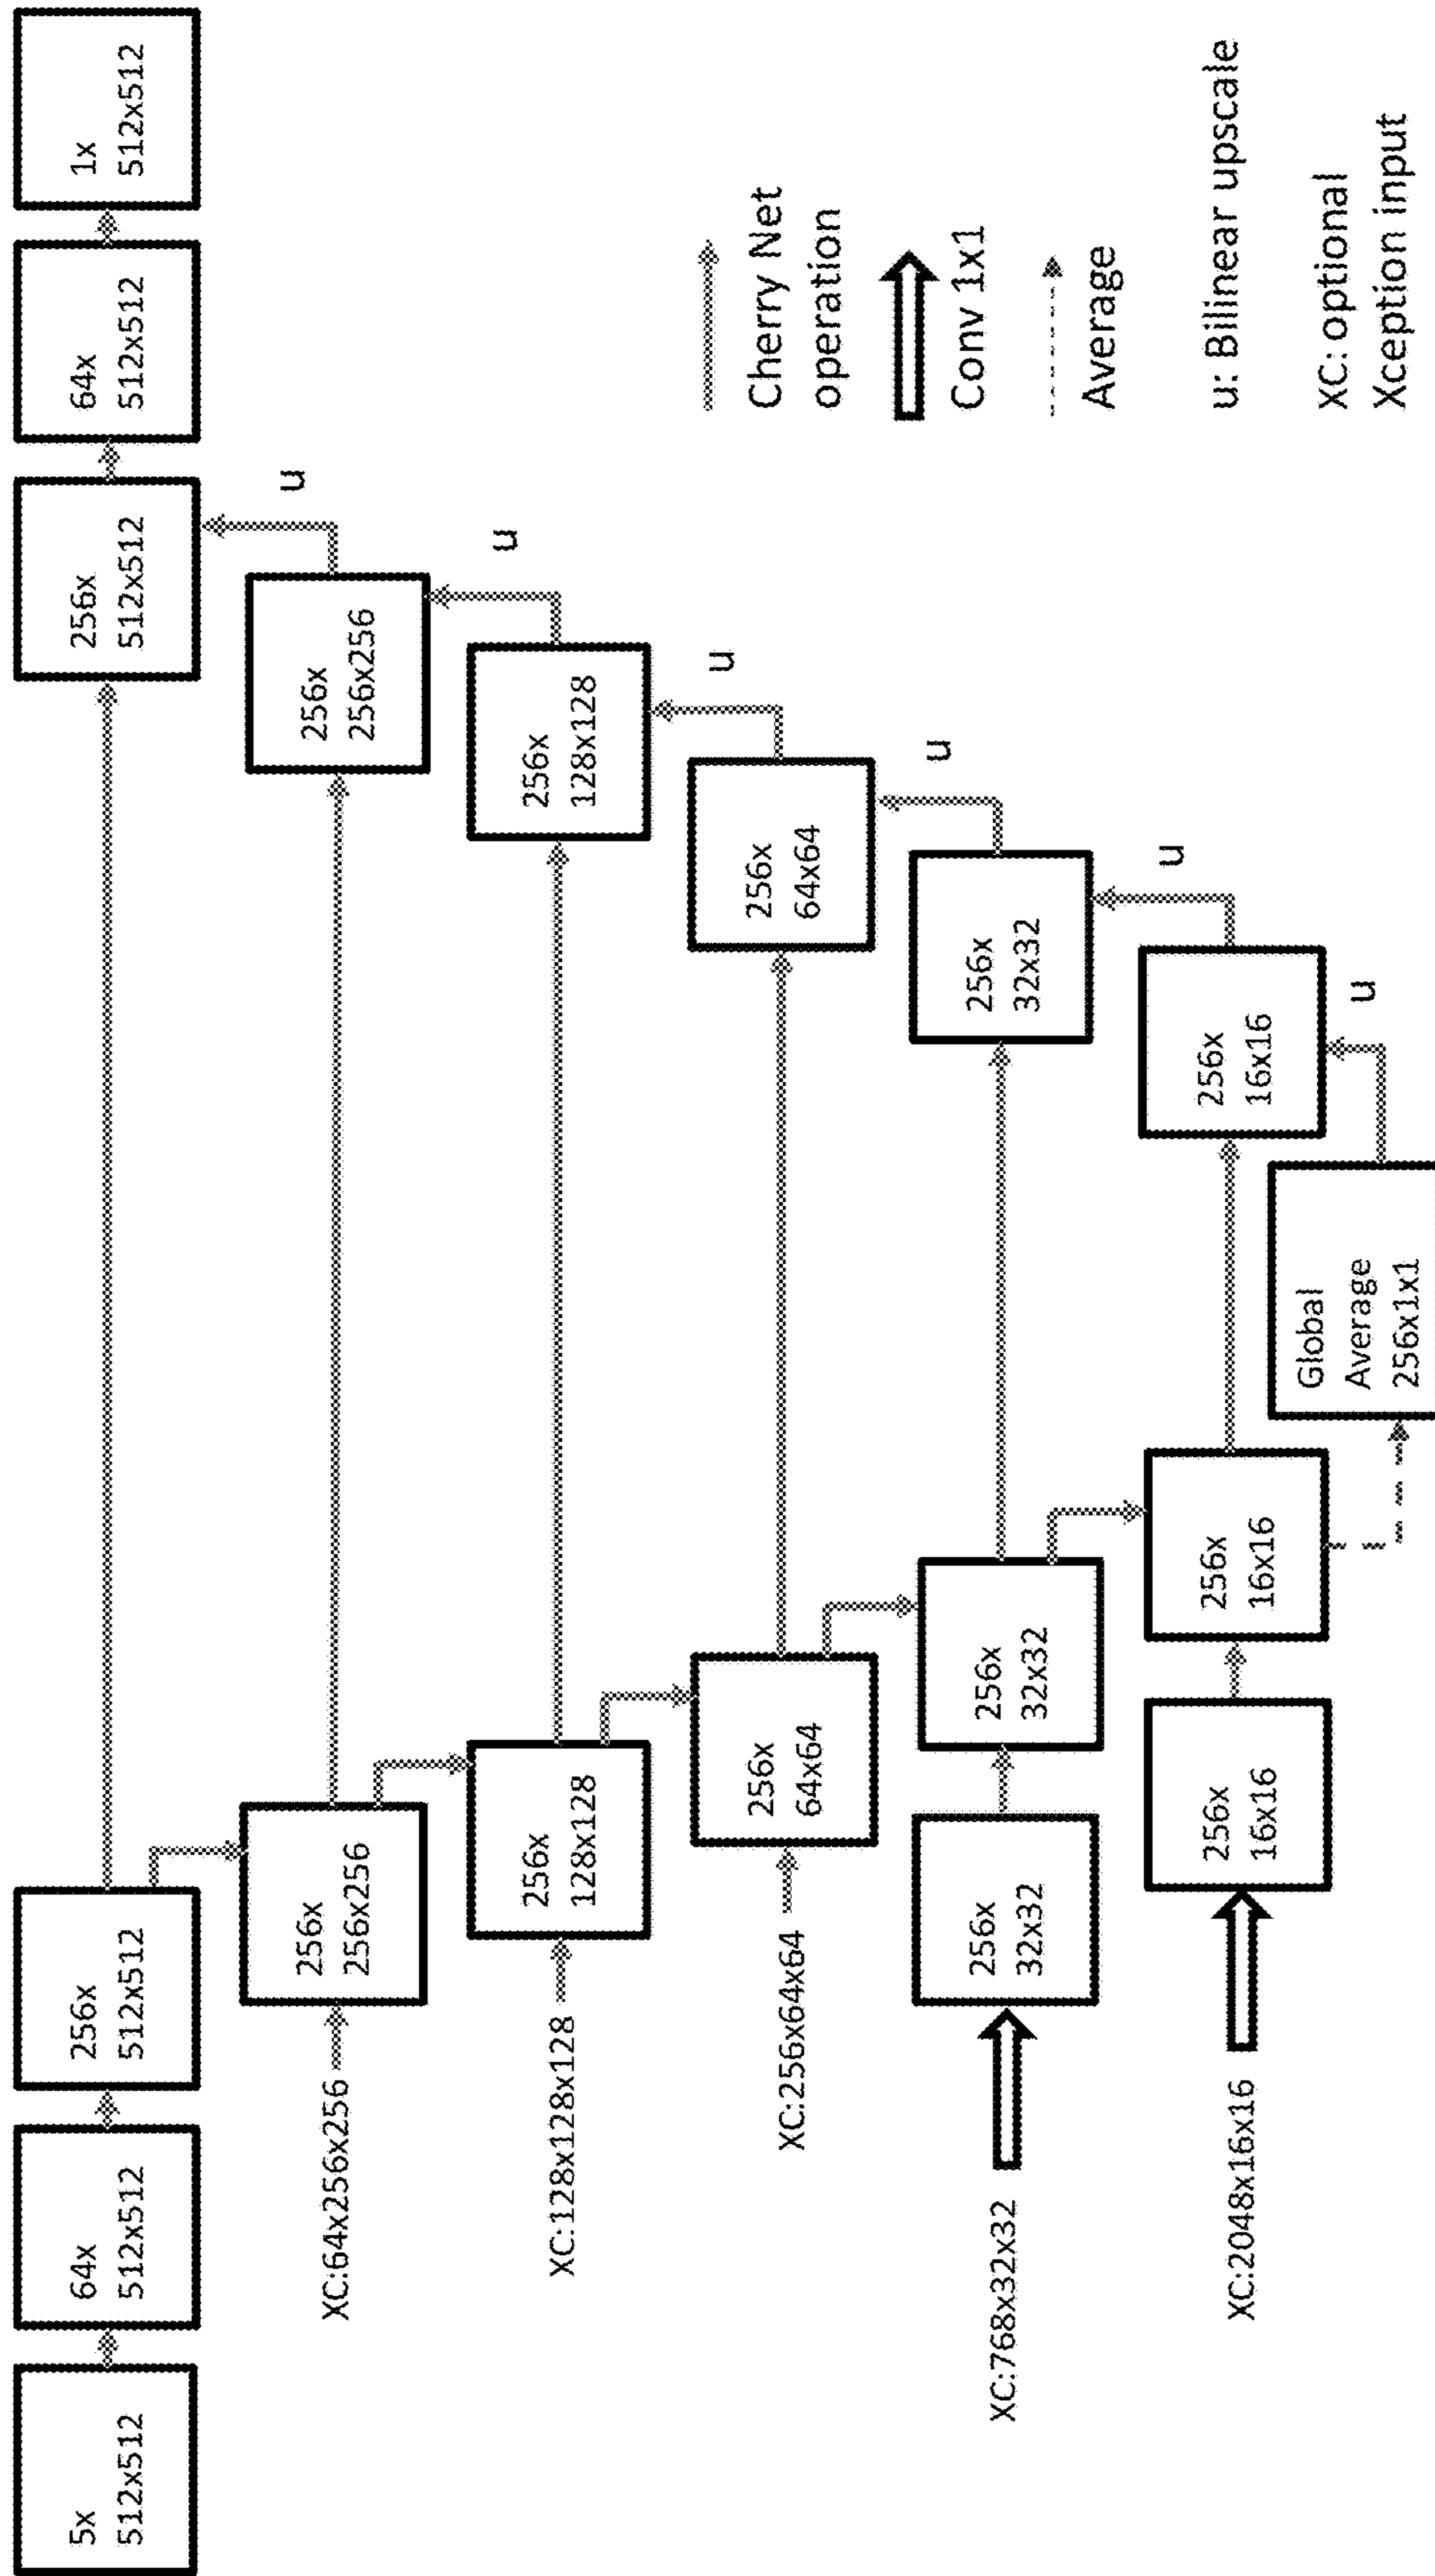 5x
512x512
64x
512x512
256x
512x512
256x
512x512
64x
512x512
1x
512x512
XC:64x256x256
256x
256x256
256x
256x256
u
XC:128x128x128
256x
128x128
256x
128x128
u
XC:256x64x64
256x
64x64
256x
64x64
u
XC:768x32x32
256x
32x32
256x
32x32
256x
32x32
u
XC:2048x16x16
256x
16x16
256x
16x16
256x
16x16
u
Global
Average
256x1x1
u
Cherry Net
operation
Conv 1x1
Average
u: Bilinear upscale
XC: optional
Xception input